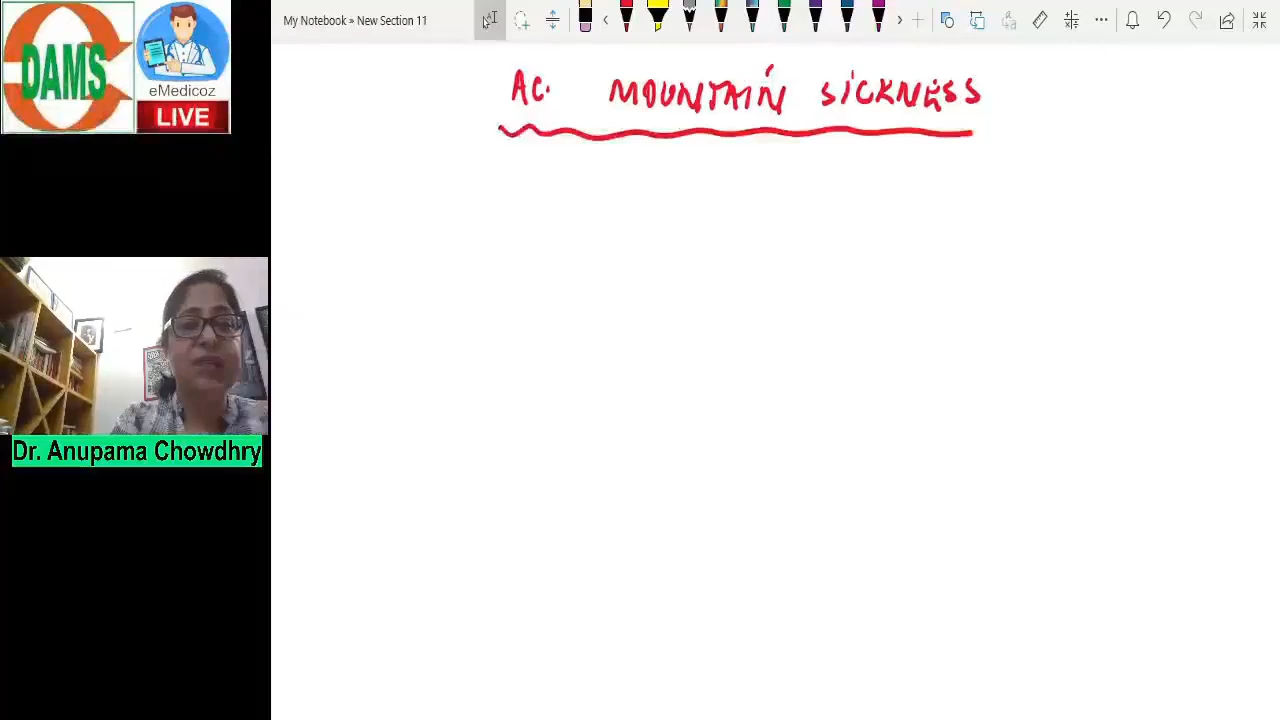 My Notebook » New Section 11
AC. MOUNTAIN SICKNESS
DAMS
eMedicoz
LIVE
Dr. Anupama Chowdhry